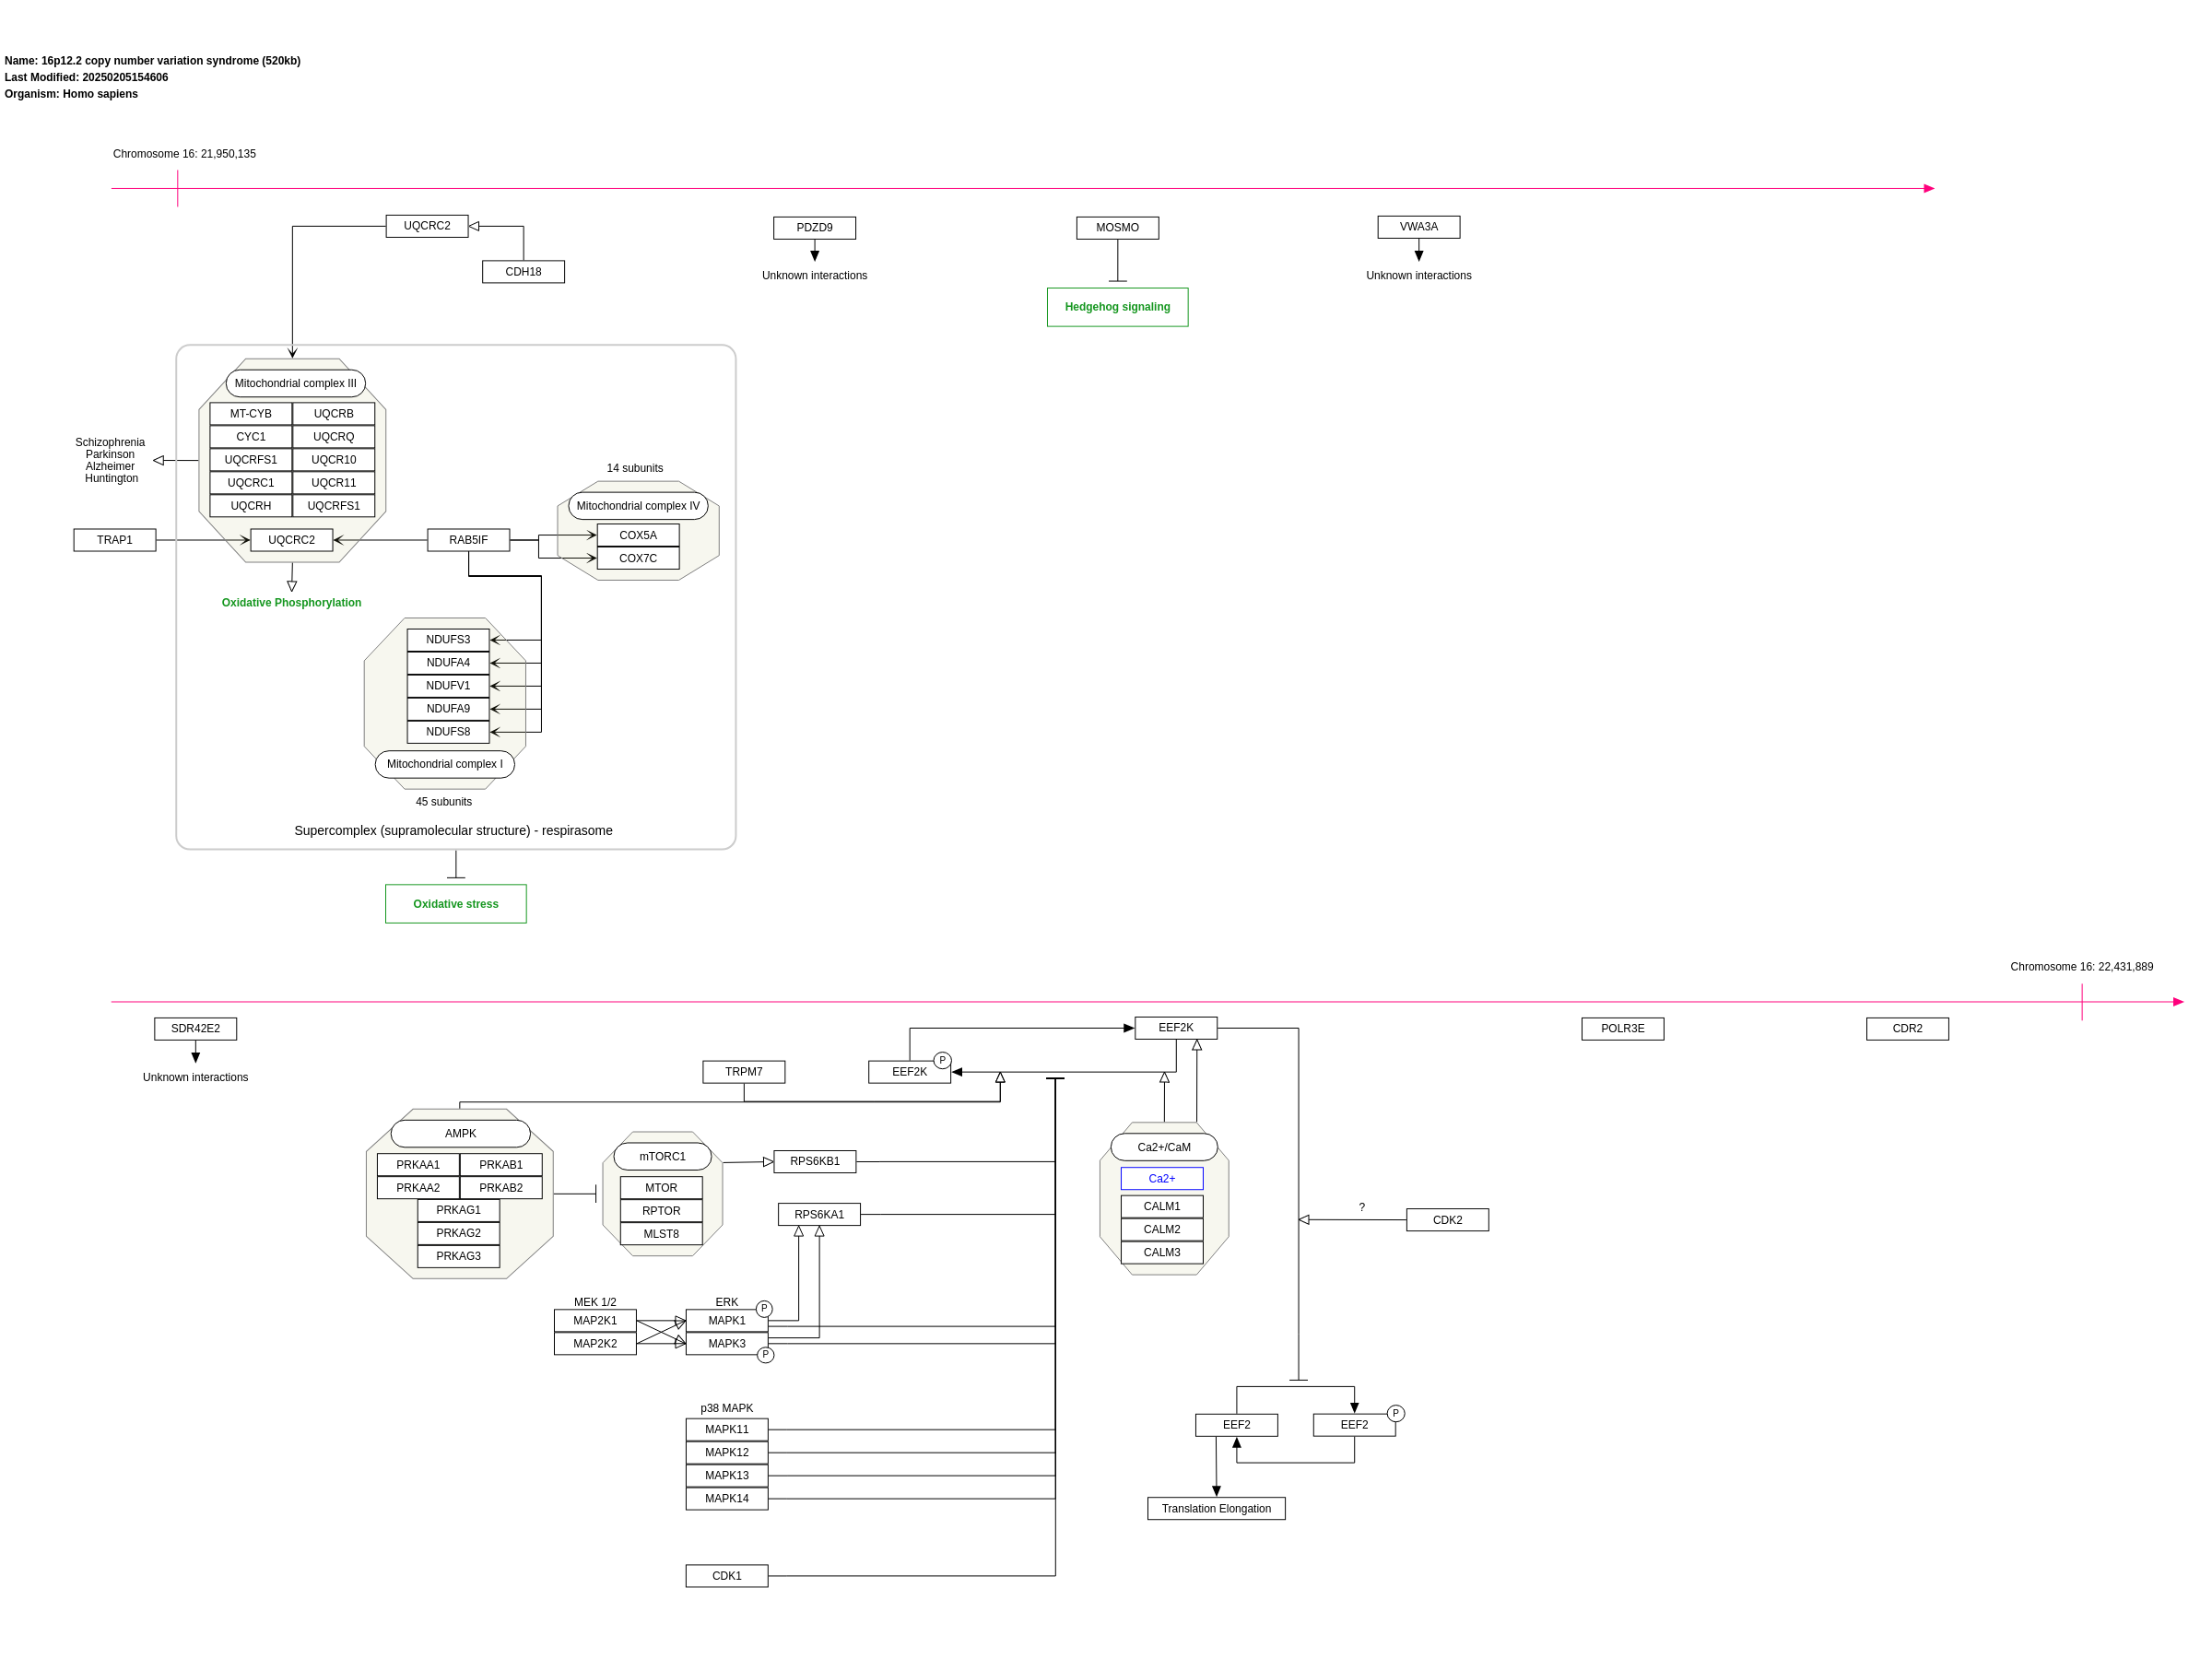 Name: 16p12.2 copy number variation syndrome (520kb)
Last Modified: 20250205154606
Organism: Homo sapiens
Chromosome 16: 21,950,135
UQCRC2
CDH18
PDZD9
Unknown interactions
MOSMO
Hedgehog signaling
VWA3A
Unknown interactions
Mitochondrial complex III
MT-CYB
UQCRB
CYC1
UQCRQ
UQCRFS1
UQCR10
UQCRC1
UQCR11
UQCRH
UQCRFS1
UQCRC2
Schizophrenia
Parkinson
Alzheimer
Huntington
TRAP1
RAB5IF
14 subunits
Mitochondrial complex IV
COX5A
COX7C
Oxidative Phosphorylation
NDUFS3
NDUFA4
NDUFV1
NDUFA9
NDUFS8
Mitochondrial complex I
45 subunits
Supercomplex (supramolecular structure) - respirasome
Oxidative stress
Chromosome 16: 22,431,889
SDR42E2
Unknown interactions
EEF2K
POLR3E
CDR2
TRPM7
EEF2K
P
AMPK
PRKAA1
PRKAB1
PRKAA2
PRKAB2
PRKAG1
PRKAG2
PRKAG3
mTORC1
MTOR
RPTOR
MLST8
RPS6KB1
RPS6KA1
Ca2+/CaM
Ca2+
CALM1
CALM2
CALM3
?
CDK2
MEK 1/2
MAP2K1
MAP2K2
ERK
P
MAPK1
MAPK3
P
p38 MAPK
MAPK11
MAPK12
MAPK13
MAPK14
CDK1
EEF2
EEF2
P
Translation Elongation